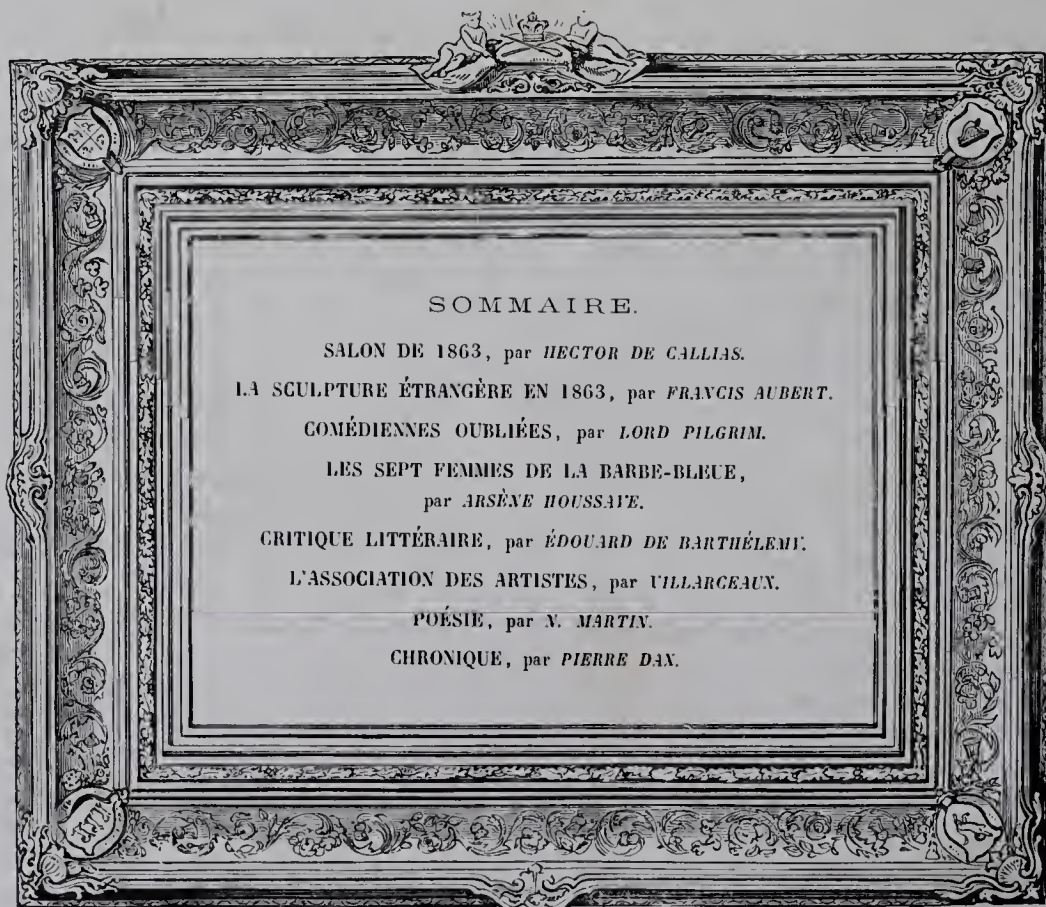 SOMMAIRE.
SALON DE 1863, par HECTOR DE CALLIAS.
LA SCULPTURE ÉTRANGÈRE EN 1863, par FRANCIS AUBERT.
COMÉDIENNES OUBLIÉES, par LORD PILGRIM.
LES SEPT FEMMES DE LA BARBE-BLEUE,
par ARSÈNE HOUSSAYE.
CRITIQUE LITTÉRAIRE, par ÉDOUARD DE BARTHÉLEMY.
L'ASSOCIATION DES ARTISTES, par VILLARCEAUX.
POÉSIE, par N. MARTIN.
CHRONIQUE, par PIERRE DAX.